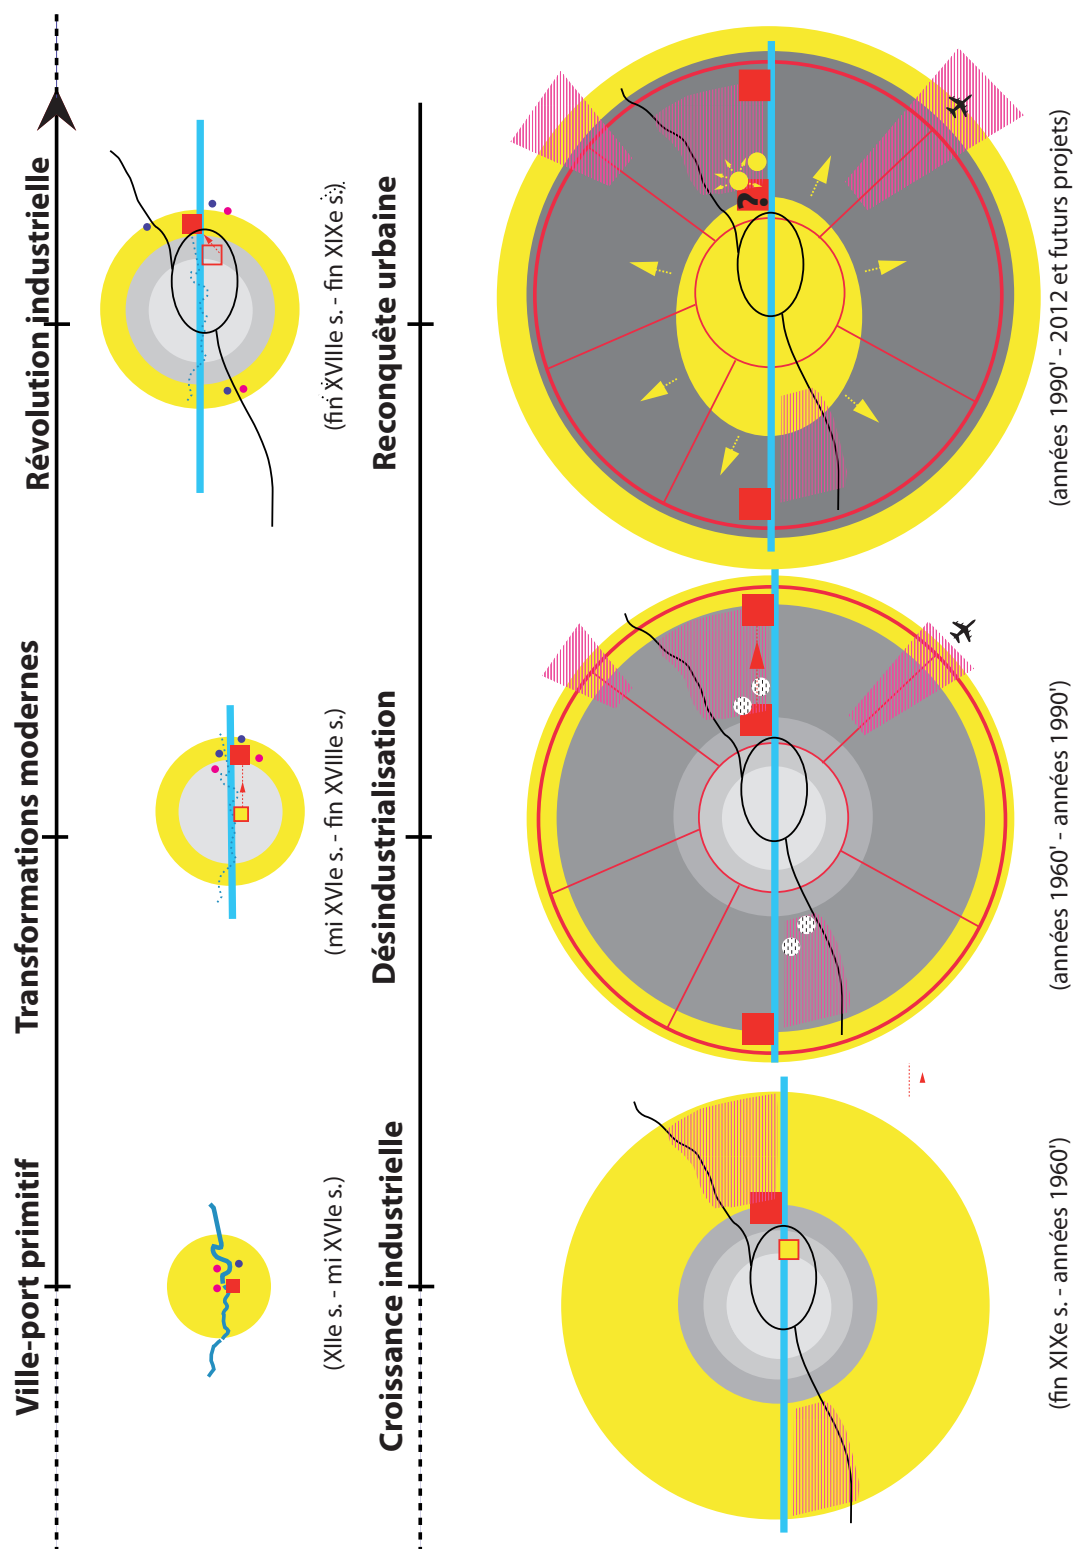 Ville-port primitif
(XIIe s. - mi XVIe s.)
Transformations modernes
(mi XVIe s. - fin XVIIIe s.)
Révolution industrielle
(fin XVIIIe s. - fin XIXe s.)
Croissance industrielle
(fin XIXe s. - années 1960')
Désindustrialisation
(années 1960' - années 1990')
Reconquête urbaine
?
(années 1990' - 2012 et futurs projets)